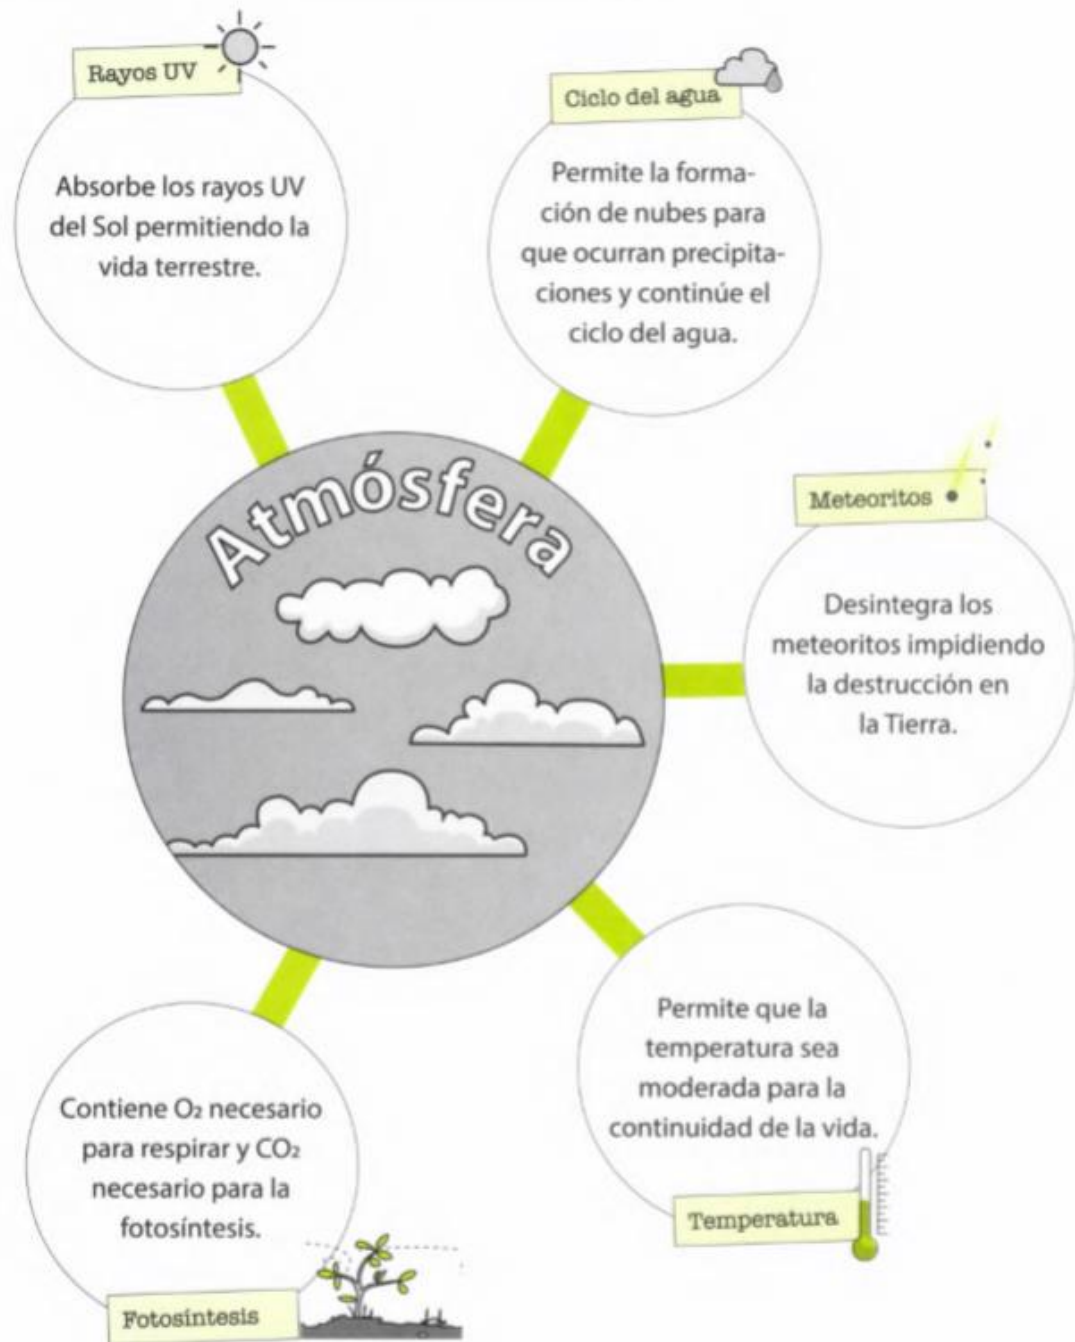 Rayos UV
Absorbe los rayos UV
del Sol permitiendo la
vida terrestre.
Ciclo del agua
Permite la forma-
ción de nubes para
que ocurran precipita-
ciones y continúe el
ciclo del agua.
Atmósfera
Meteoritos
Desintegra los
meteoritos impidiendo
la destrucción en
la Tierra.
Permite que la
temperatura sea
moderada para la
continuidad de la vida.
Temperatura
Contiene O₂ necesario
para respirar y CO₂
necesario para la
fotosíntesis.
Fotosíntesis